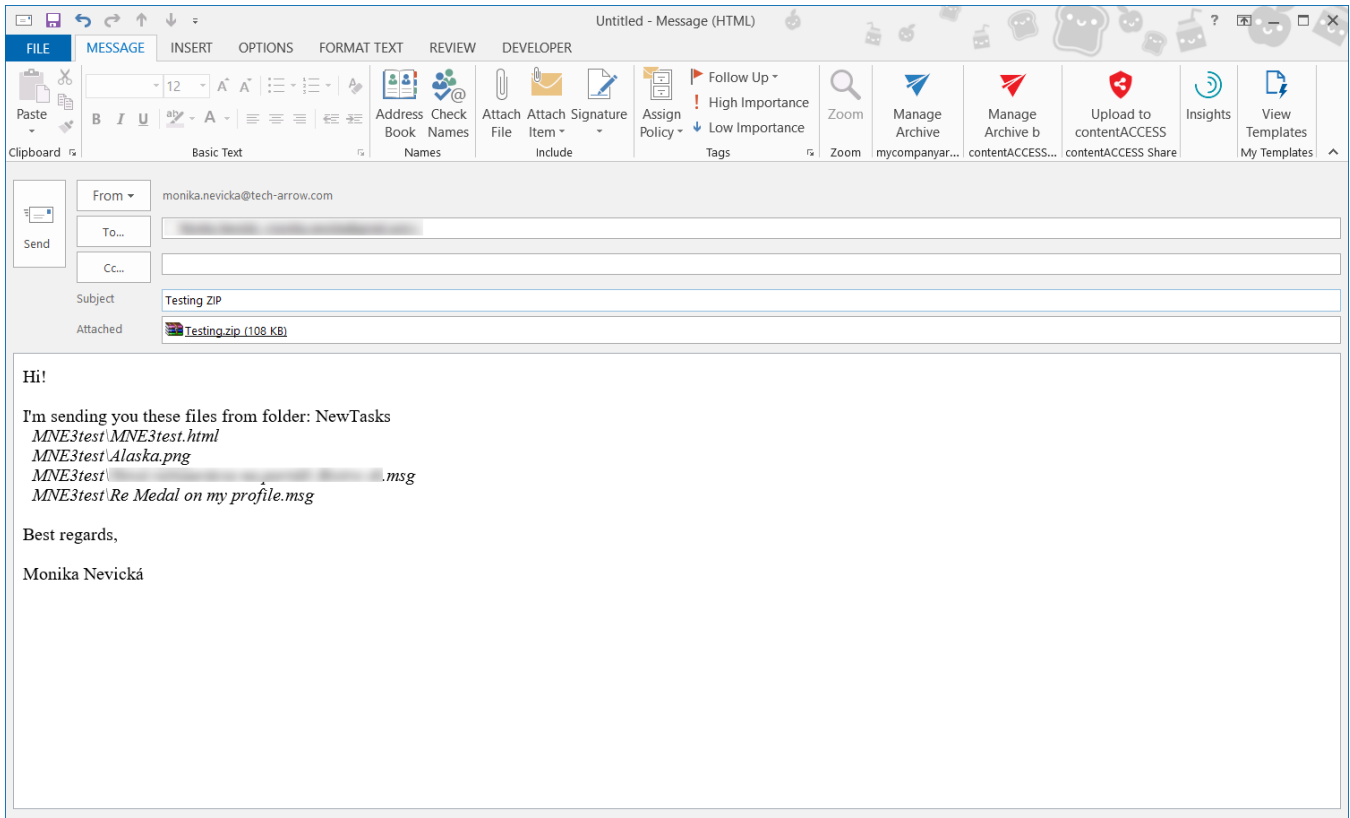 Untitled - Message (HTML)
?
FILE MESSAGE INSERT OPTIONS FORMAT TEXT REVIEW DEVELOPER
Paste
Clipboard
12
B I U
A
Basic Text
Address Book
Check Names
Names
Attach File
Attach Item
Signature
Include
Assign Policy
Follow Up
High Importance
Low Importance
Tags
Zoom
Zoom
Manage Archive
mycompanyar...
Manage Archive b
contentACCESS...
Upload to contentACCESS
contentACCESS Share
Insights
View Templates
My Templates
Send
From
monika.nevicka@tech-arrow.com
To...
Cc...
Subject
Testing ZIP
Attached
Testing.zip (108 KB)
Hi!
I'm sending you these files from folder: NewTasks
MNE3test\MNE3test.html
MNE3test\Alaska.png
MNE3test\ .msg
MNE3test\Re Medal on my profile.msg
Best regards,
Monika Nevická